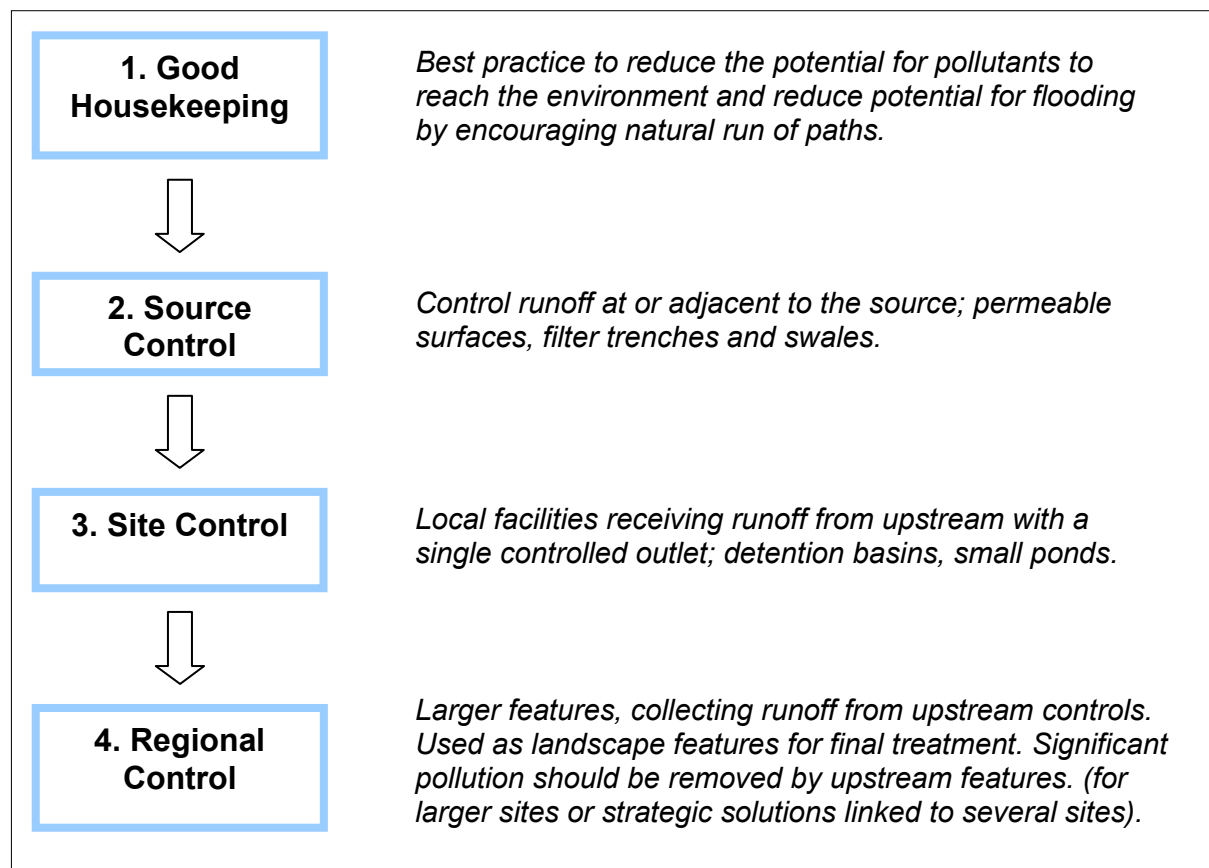 1. Good
Housekeeping
Best practice to reduce the potential for pollutants to
reach the environment and reduce potential for flooding
by encouraging natural run of paths.
2. Source
Control
Control runoff at or adjacent to the source; permeable
surfaces, filter trenches and swales.
3. Site Control
Local facilities receiving runoff from upstream with a
single controlled outlet; detention basins, small ponds.
4. Regional
Control
Larger features, collecting runoff from upstream controls.
Used as landscape features for final treatment. Significant
pollution should be removed by upstream features. (for
larger sites or strategic solutions linked to several sites).